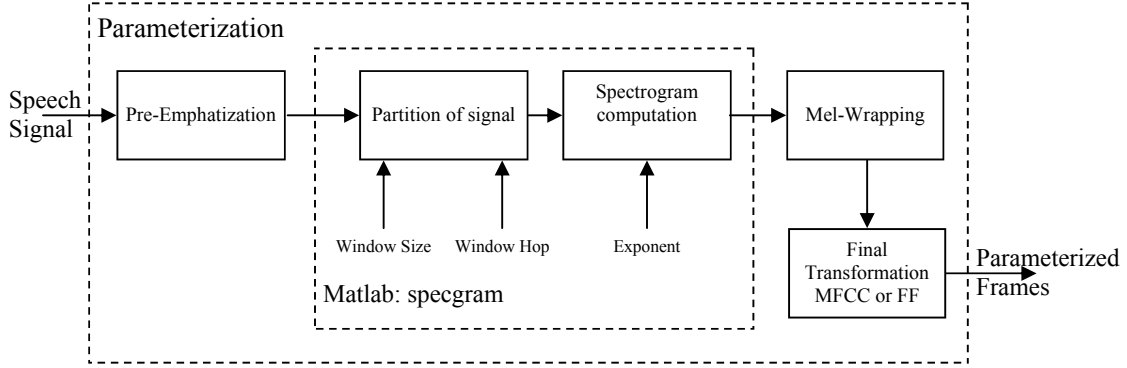 Parameterization
Speech
Signal
Pre-Emphatization
Partition of signal
Spectrogram
computation
Mel-Wrapping
Window Size
Window Hop
Exponent
Matlab: specgram
Final
Transformation
MFCC or FF
Parameterized
Frames